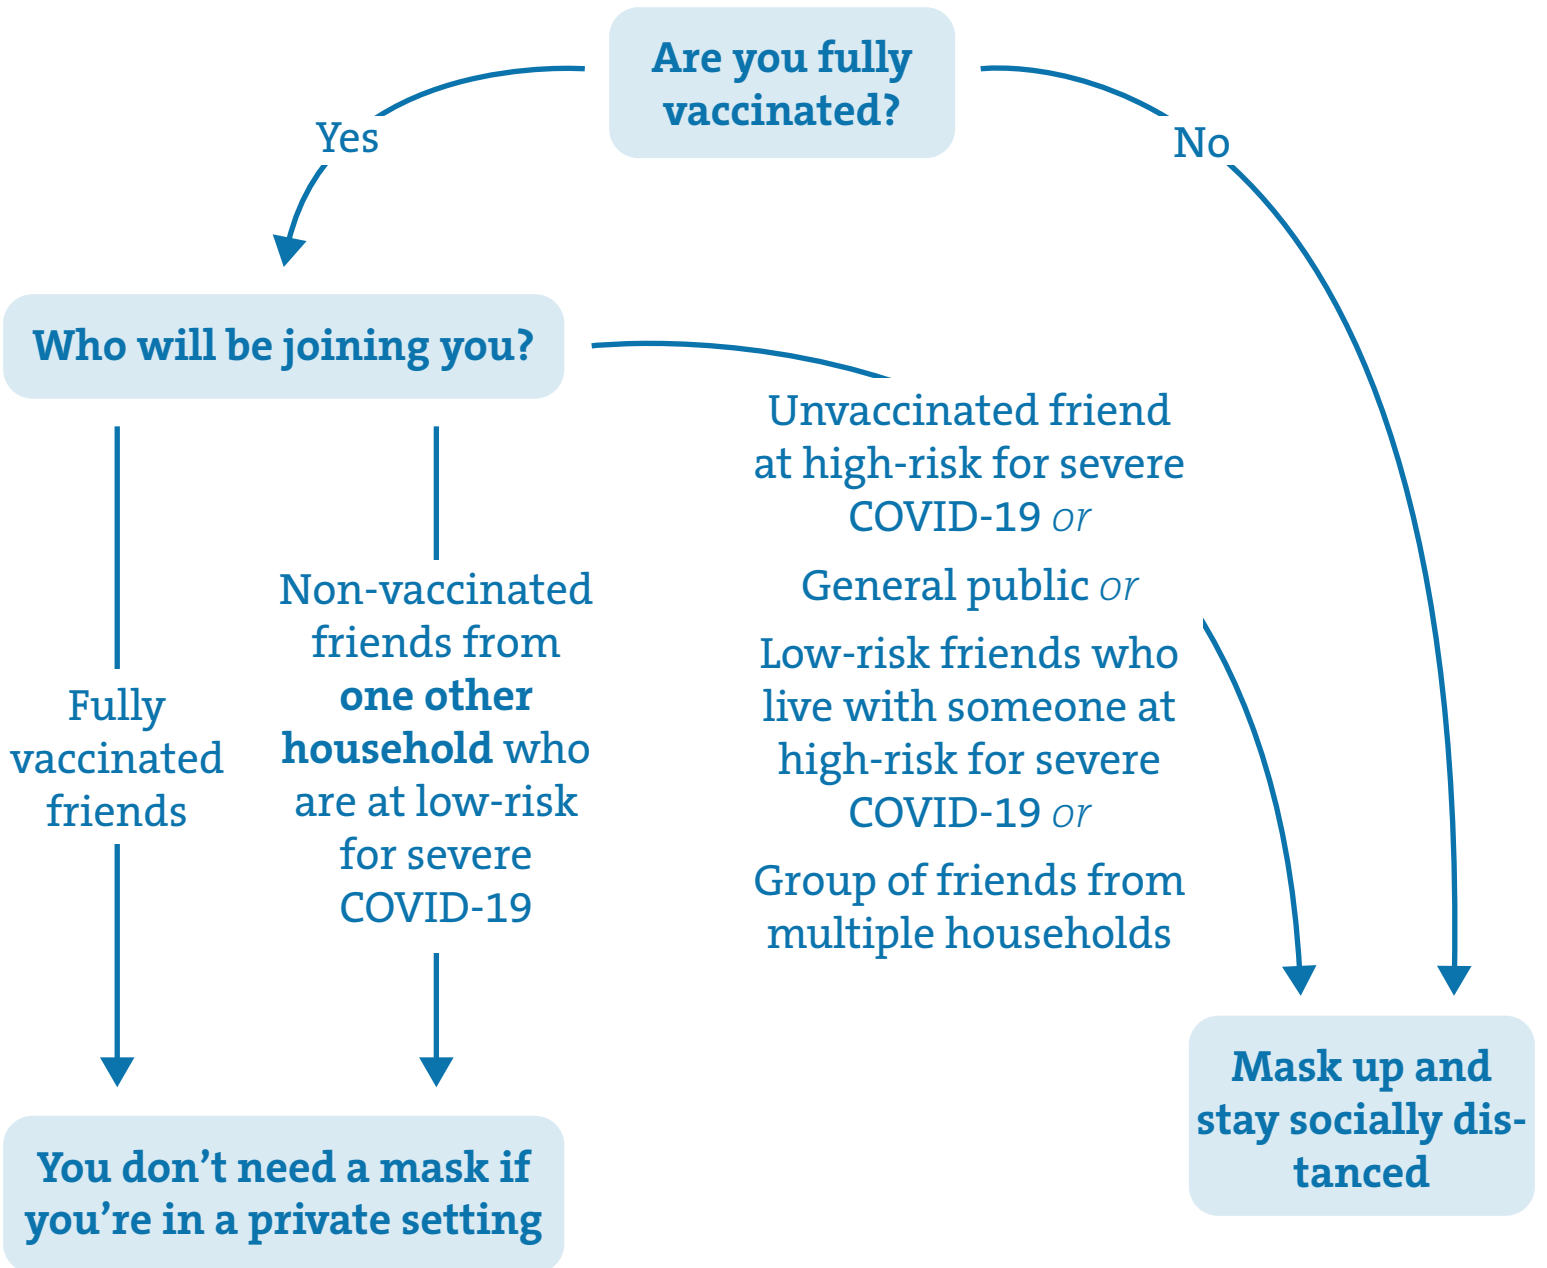 Are you fully
vaccinated?
Yes
No
Who will be joining you?
Fully
vaccinated
friends
Non-vaccinated
friends from
one other
household who
are at low-risk
for severe
COVID-19
Unvaccinated friend
at high-risk for severe
COVID-19 or
General public or
Low-risk friends who
live with someone at
high-risk for severe
COVID-19 or
Group of friends from
multiple households
You don’t need a mask if
you’re in a private setting
Mask up and
stay socially dis-
tanced